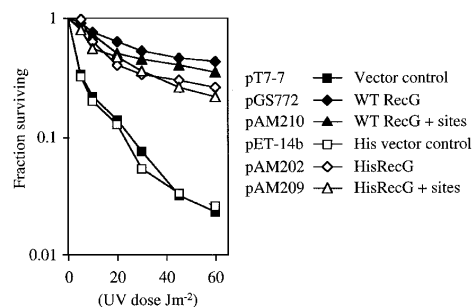 Fraction surviving
1
0.1
0.01
0 20 40 60
(UV dose Jm-2)
pT7-7 Vector control
pGS772 WT RecG
pAM210 WT RecG + sites
pET-14b His vector control
pAM202 HisRecG
pAM209 HisRecG + sites